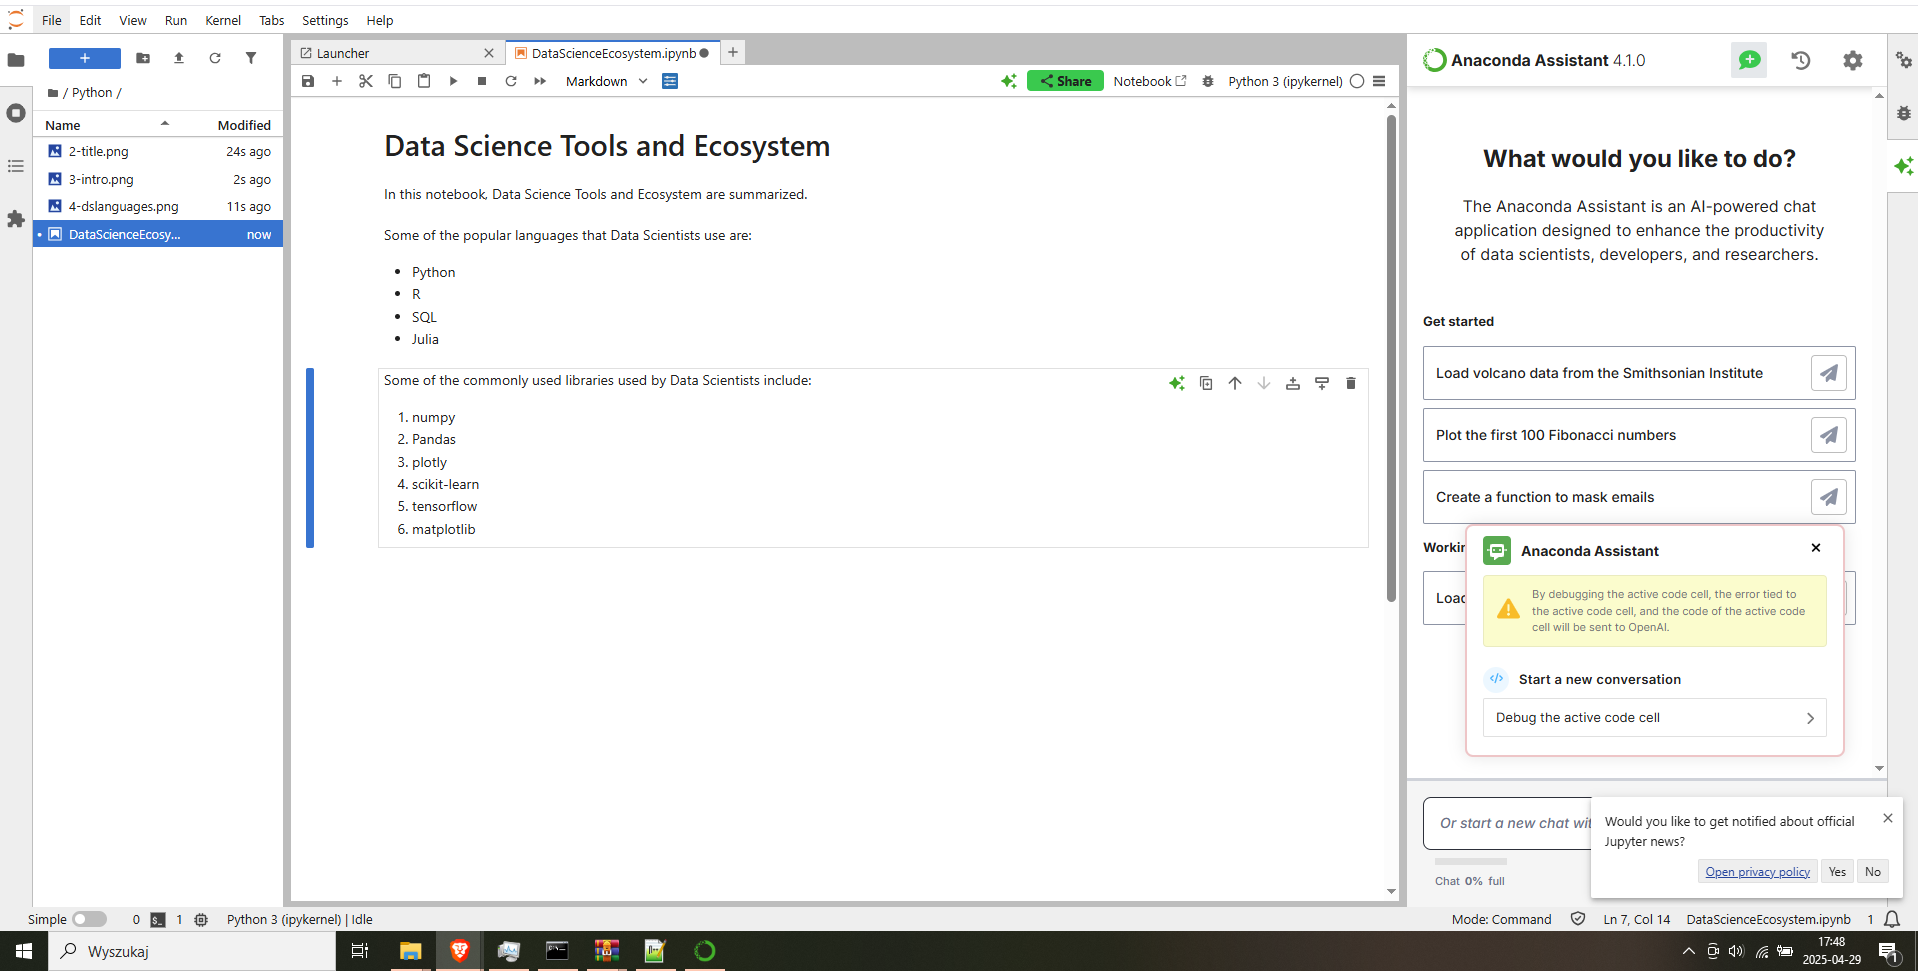 File Edit View Run Kernel Tabs Settings Help
Launcher
DataScienceEcosystem.ipynb
Anaconda Assistant 4.1.0
Markdown
Share
Notebook
Python 3 (ipykernel)
/ Python /
Name Modified
2-title.png 24s ago
3-intro.png 2s ago
4-dslanguages.png 11s ago
DataScienceEcosy... now
Data Science Tools and Ecosystem
In this notebook, Data Science Tools and Ecosystem are summarized.
Some of the popular languages that Data Scientists use are:
• Python
• R
• SQL
• Julia
Some of the commonly used libraries used by Data Scientists include:
1. numpy
2. Pandas
3. plotly
4. scikit-learn
5. tensorflow
6. matplotlib
What would you like to do?
The Anaconda Assistant is an AI-powered chat
application designed to enhance the productivity
of data scientists, developers, and researchers.
Get started
Load volcano data from the Smithsonian Institute
Plot the first 100 Fibonacci numbers
Create a function to mask emails
Workin
Loac
Anaconda Assistant
By debugging the active code cell, the error tied to
the active code cell, and the code of the active code
cell will be sent to OpenAI.
Start a new conversation
Debug the active code cell
Or start a new chat wit
Chat 0% full
Would you like to get notified about official
Jupyter news?
Open privacy policy Yes No
Simple 0 1 Python 3 (ipykernel) | Idle
Mode: Command Ln 7, Col 14 DataScienceEcosystem.ipynb 1
Wyszukaj
17:48
2025-04-29
1